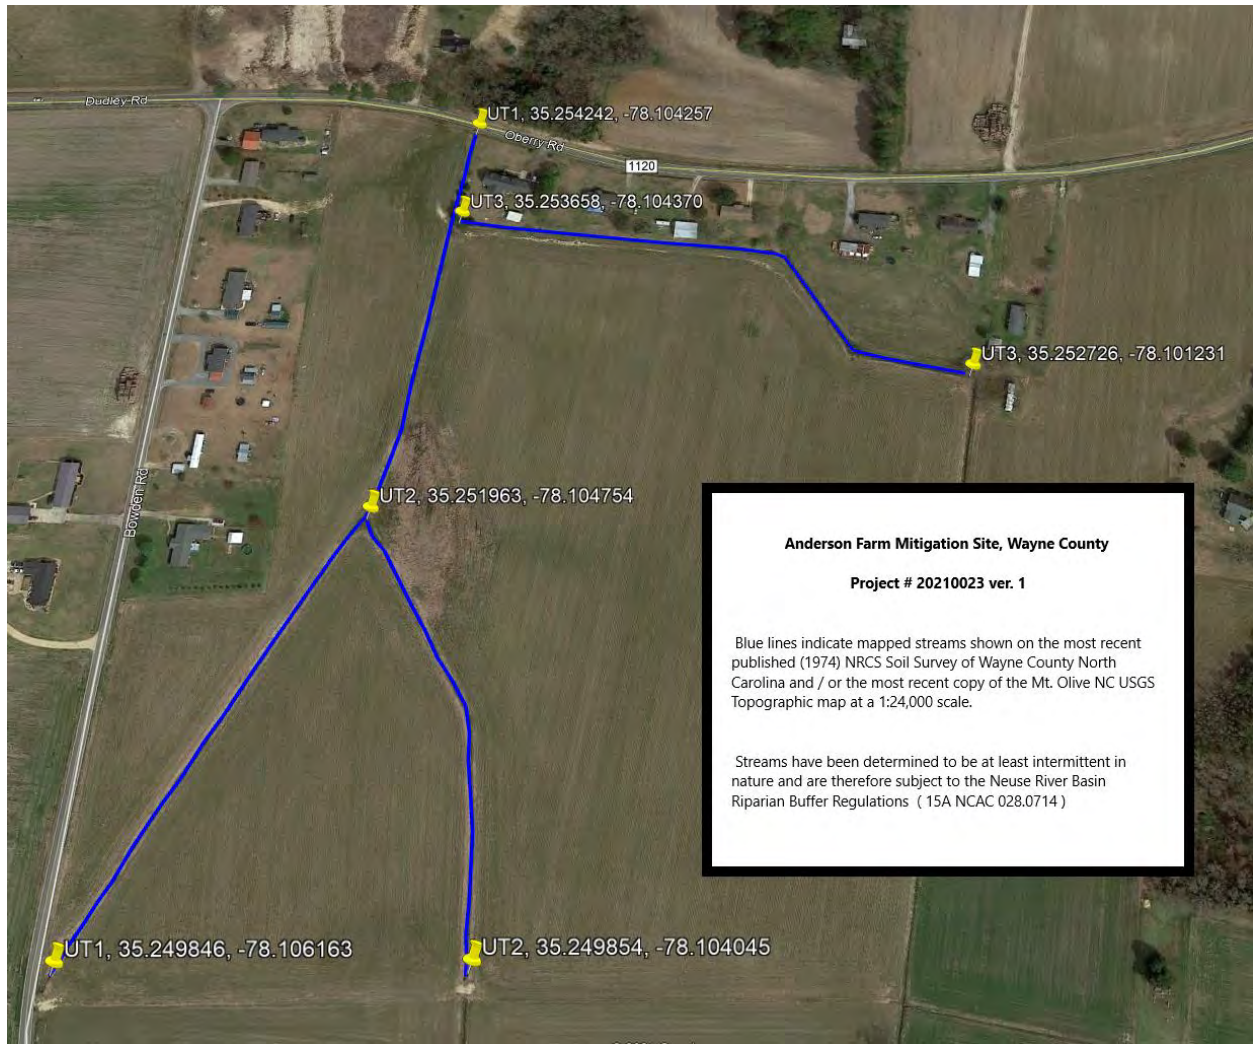 Dudley Rd
UT1, 35.254242, -78.104257
Oberry Rd
1120
UT3, 35.253658, -78.104370
UT3, 35.252726, -78.101231
UT2, 35.251963, -78.104754
Bowden Rd
Anderson Farm Mitigation Site, Wayne County
Project # 20210023 ver. 1
Blue lines indicate mapped streams shown on the most recent
published (1974) NRCS Soil Survey of Wayne County North
Carolina and / or the most recent copy of the Mt. Olive NC USGS
Topographic map at a 1:24,000 scale.
Streams have been determined to be at least intermittent in
nature and are therefore subject to the Neuse River Basin
Riparian Buffer Regulations ( 15A NCAC 028.0714 )
UT1, 35.249846, -78.106163
UT2, 35.249854, -78.104045